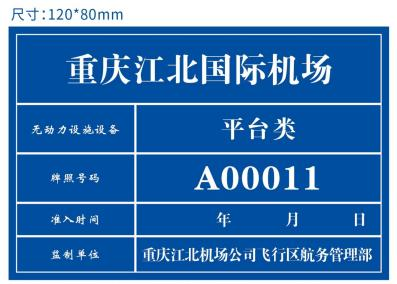 尺寸:120*80mm
重庆江北国际机场
无动力设施设备 平台类
牌照号码 A00011
准入时间 年 月 日
监制单位 重庆江北机场公司飞行区航务管理部